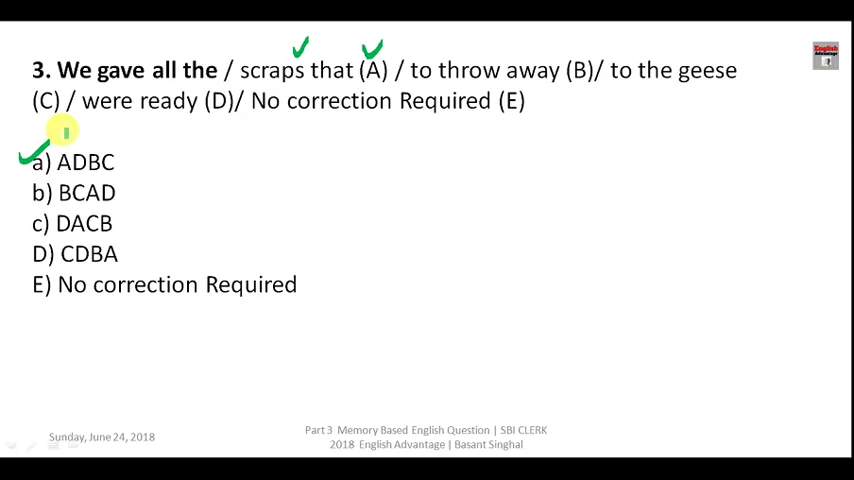 English
Advantage
3. We gave all the / scraps that (A) / to throw away (B)/ to the geese
(C) / were ready (D)/ No correction Required (E)
a) ADBC
b) BCAD
c) DACB
D) CDBA
E) No correction Required
Sunday, June 24, 2018
Part 3 Memory Based English Question | SBI CLERK
2018 English Advantage | Basant Singhal